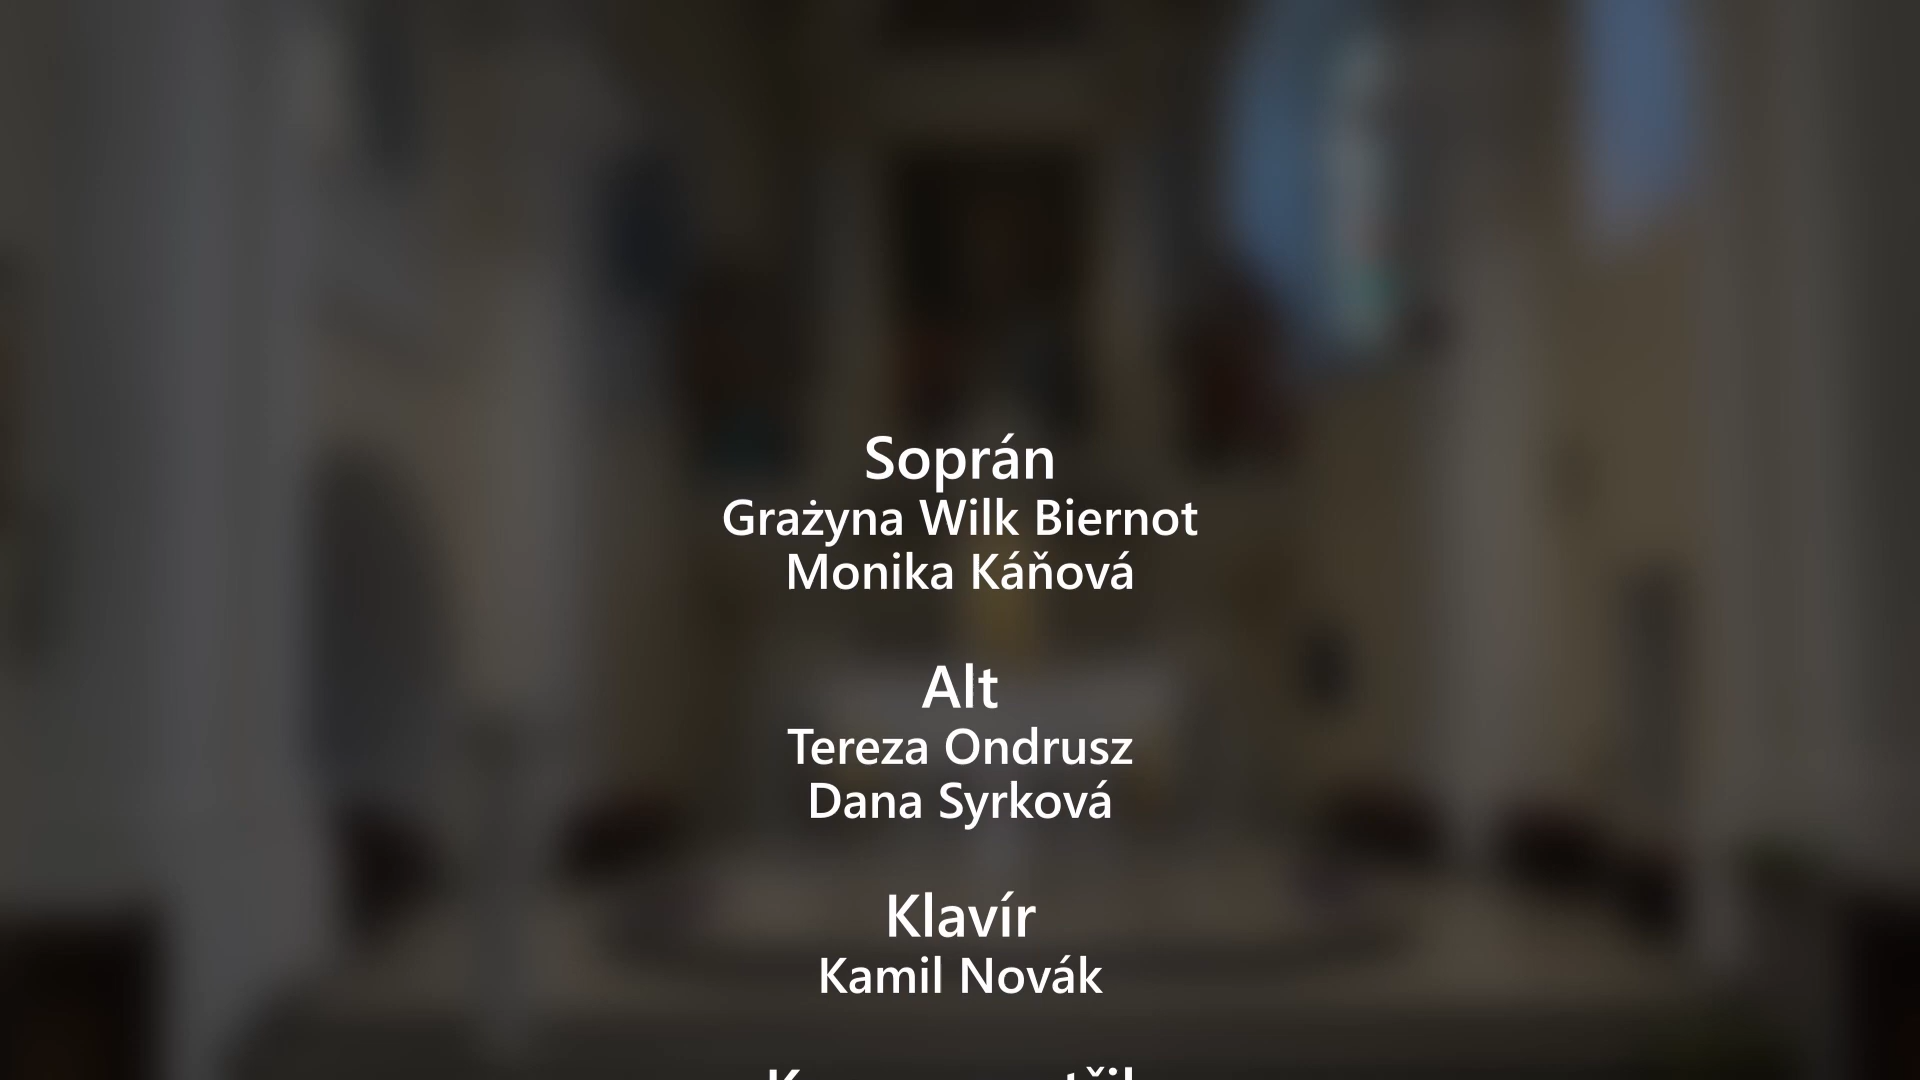 Soprán
Grażyna Wilk Biernot
Monika Káňová
Alt
Tereza Ondrusz
Dana Syrková
Klavír
Kamil Novák